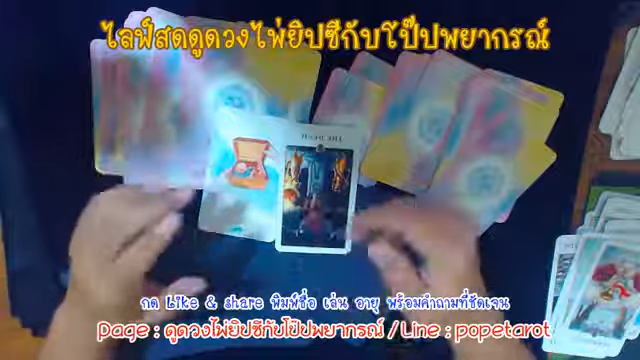 ไลฟ์สดดูดวงไพ่ยิปซีกับโป๊ปพยากรณ์
กด Like & share พิมพ์ชื่อ เล่น อายุ พร้อมคำถามที่ชัดเจน
Page : ดูดวงไพ่ยิปซีกับโป๊ปพยากรณ์ / Line : popetarot